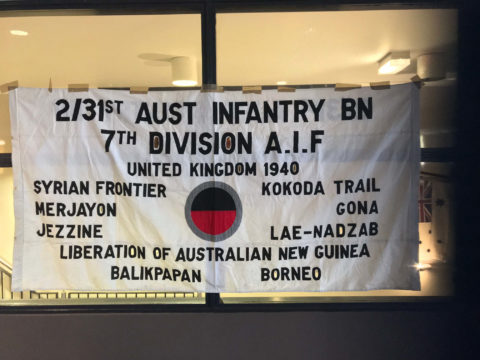 2/31ST AUST INFANTRY BN
7TH DIVISION A.I.F
UNITED KINGDOM 1940
SYRIAN FRONTIER KOKODA TRAIL
MERJAYON GONA
JEZZINE LAE-NADZAB
LIBERATION OF AUSTRALIAN NEW GUINEA
BALIKPAPAN BORNEO